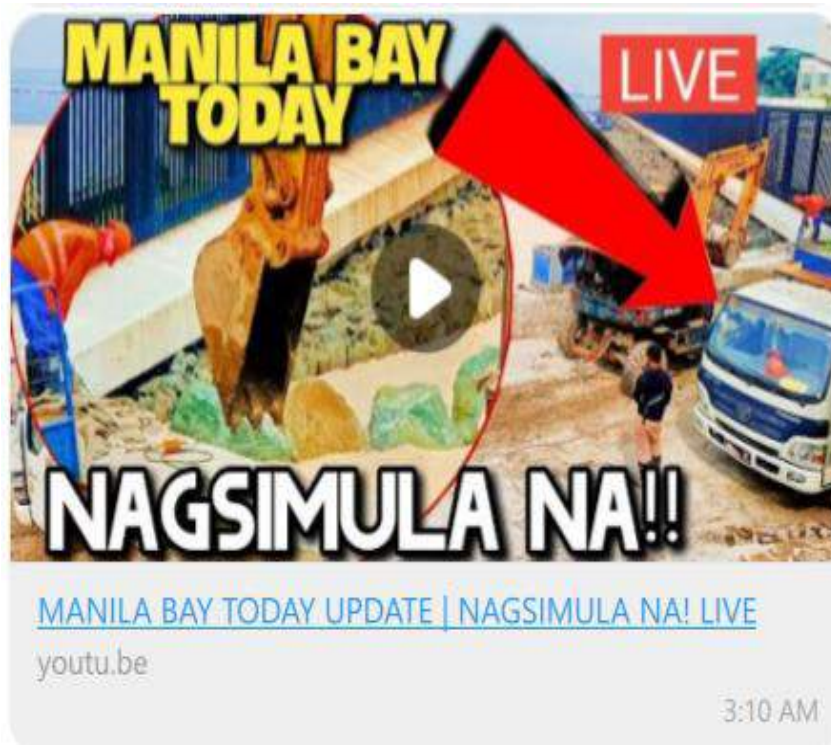 MANILA BAY
TODAY
LIVE
NAGSIMULA NA!!
MANILA BAY TODAY UPDATE | NAGSIMULA NA! LIVE
youtu.be
3:10 AM